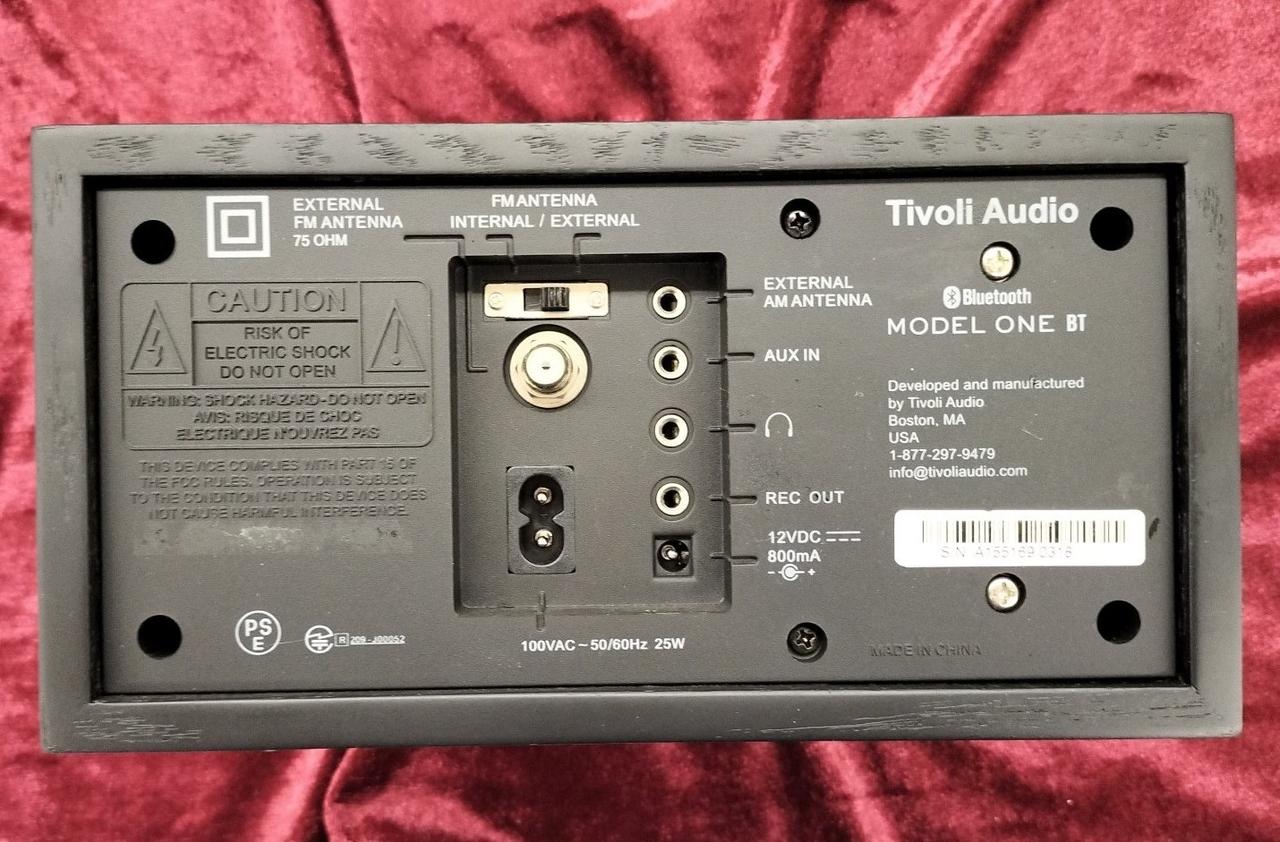 EXTERNAL
FM ANTENNA
75 OHM
FM ANTENNA
INTERNAL / EXTERNAL
Tivoli Audio
Bluetooth
MODEL ONE BT
CAUTION
RISK OF
ELECTRIC SHOCK
DO NOT OPEN
WARNING: SHOCK HAZARD-DO NOT OPEN
AVIS: RISQUE DE CHOC
ELECTRIQUE N'OUVREZ PAS
THIS DEVICE COMPLIES WITH PART 15 OF
THE FCC RULES. OPERATION IS SUBJECT
TO THE CONDITION THAT THIS DEVICE DOES
NOT CAUSE HARMFUL INTERFERENCE.
EXTERNAL
AM ANTENNA
AUX IN
REC OUT
12VDC
800mA
- +
Developed and manufactured
by Tivoli Audio
Boston, MA
USA
1-877-297-9479
info@tivoliaudio.com
S/N A155169 0316
PS
E
R 209-J00052
100VAC ~ 50/60Hz 25W
MADE IN CHINA